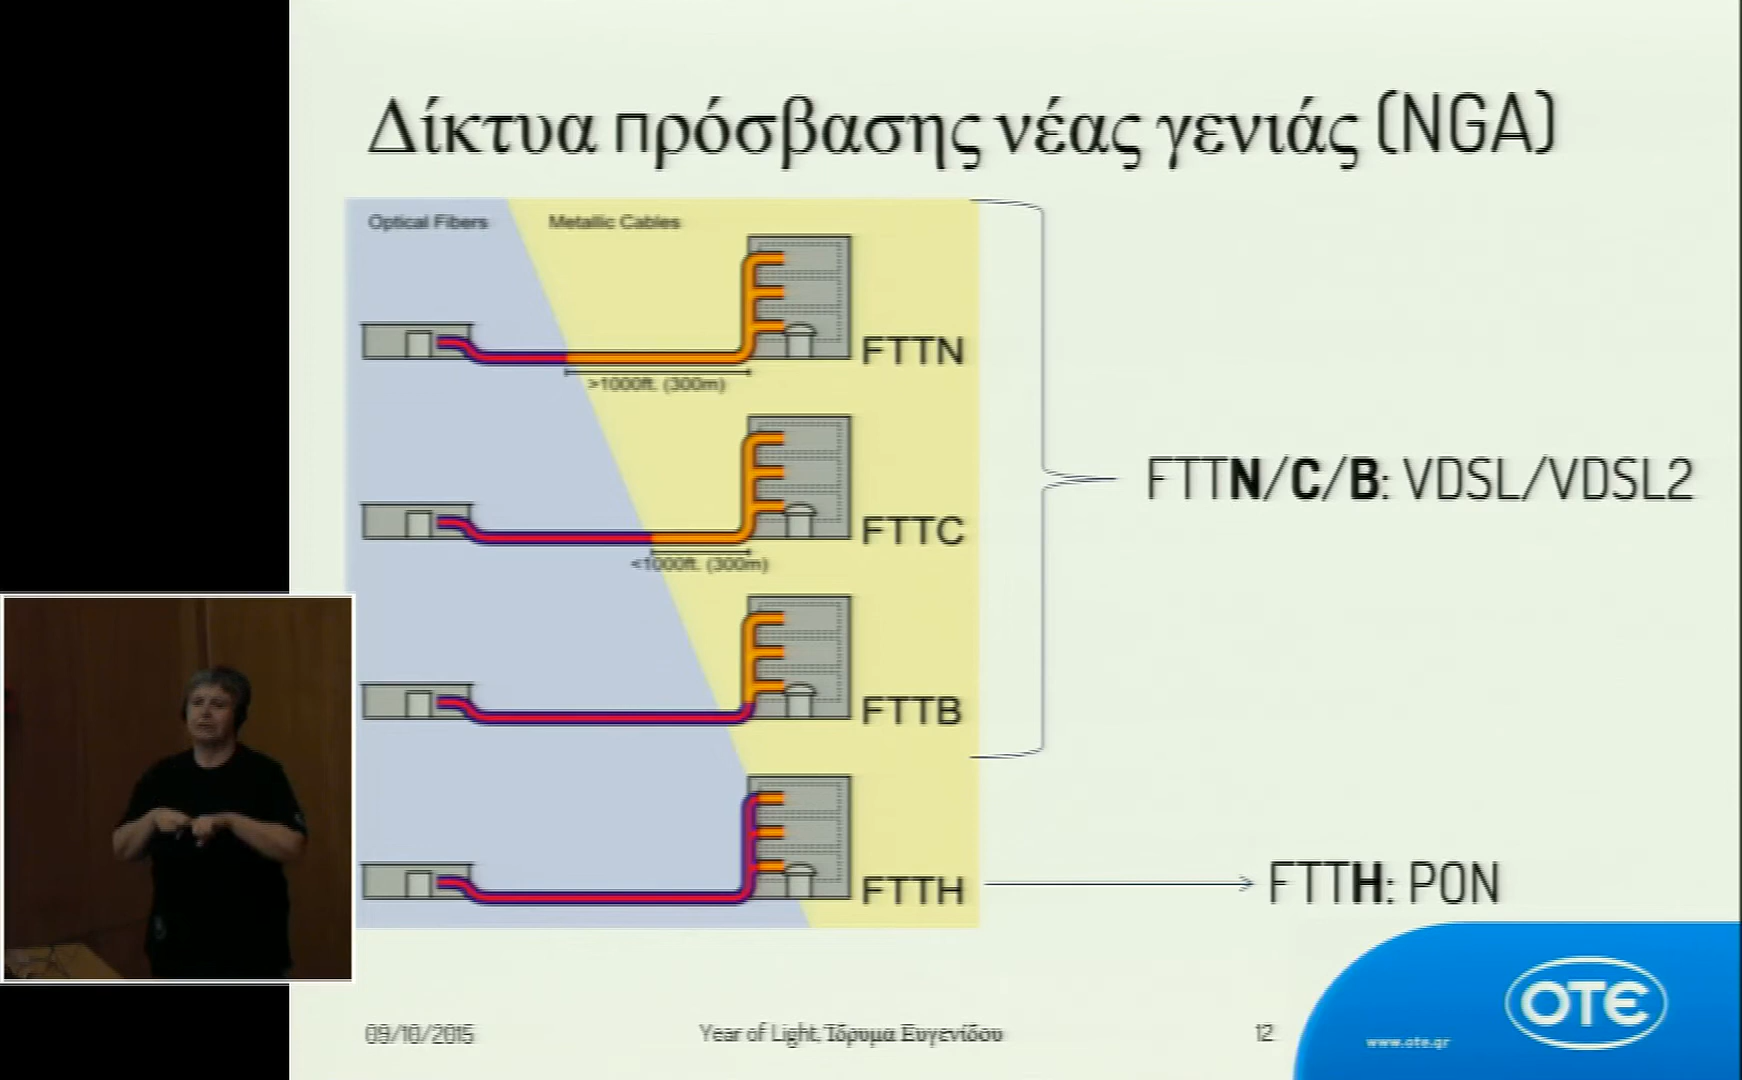 Δίκτυα πρόσβασης νέας γενιάς (NGA)
Optical Fibers
Metallic Cables
FTTN
>1000ft. (300m)
FTTC
<1000ft. (300m)
FTTB
FTTH
FTTN/C/B: VDSL/VDSL2
FTTH: PON
09/10/2015
Year of Light, Ίδρυμα Ευγενίδου
12
www.ote.gr
OTE